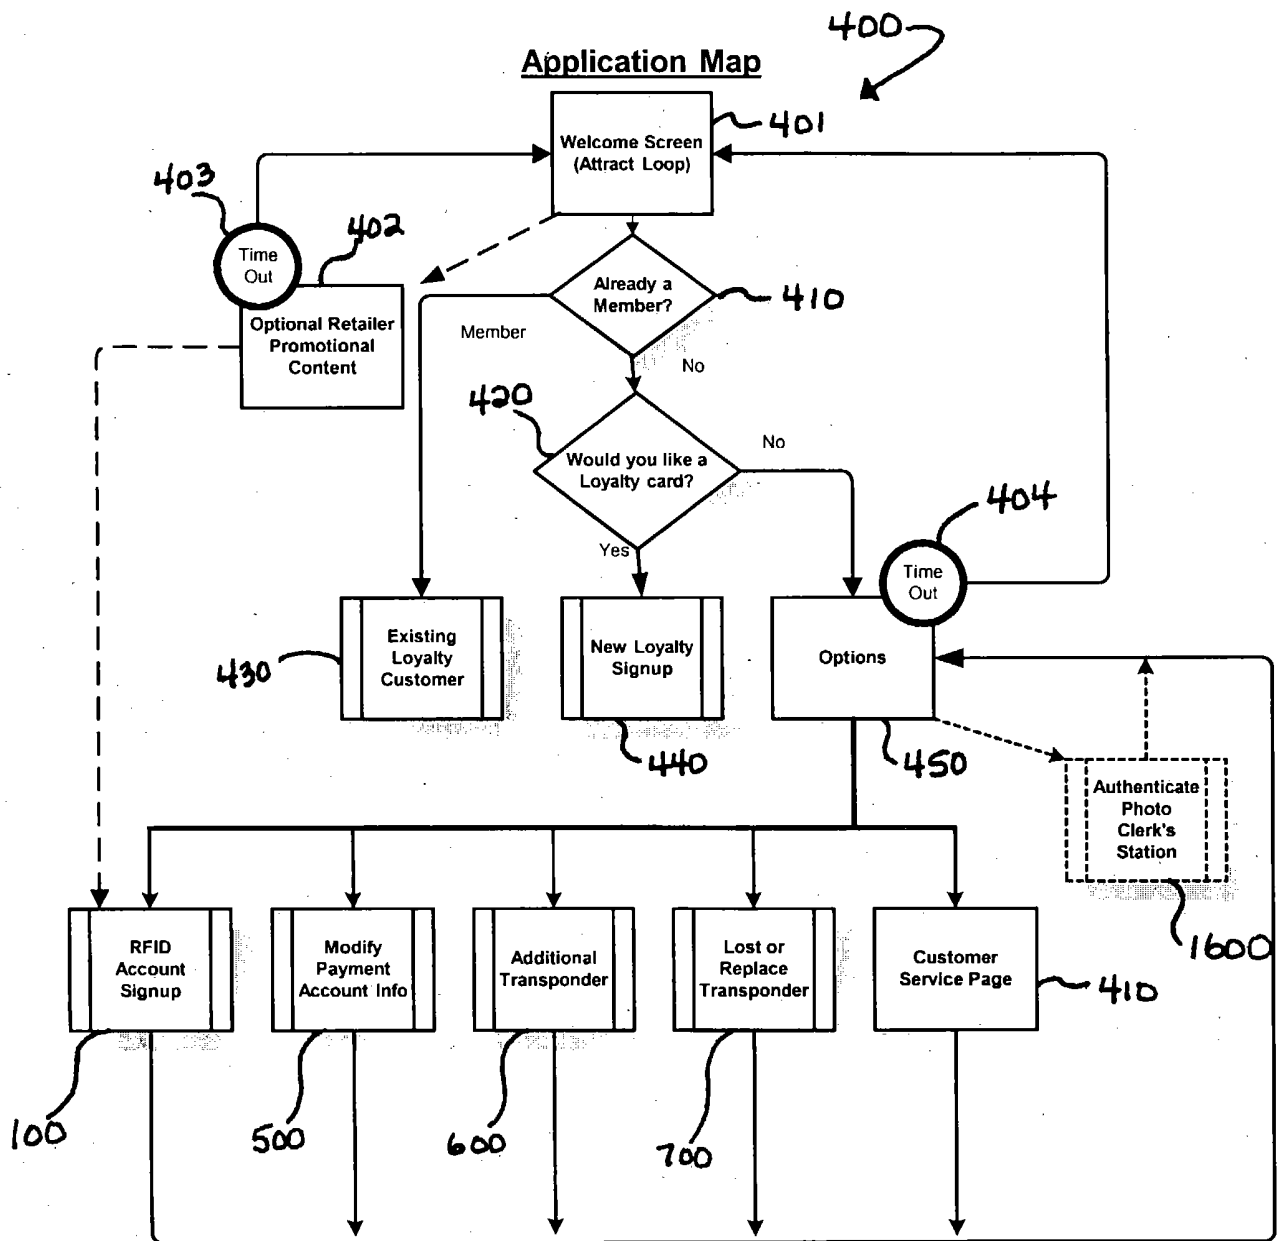 400
Application Map
Welcome Screen
(Attract Loop)
401
403
402
Time
Out
Optional Retailer
Promotional
Content
Already a
Member?
410
Member
No
420
Would you like a
Loyalty card?
No
Yes
404
Time
Out
Existing
Loyalty
Customer
430
New Loyalty
Signup
440
Options
450
Authenticate
Photo
Clerk's
Station
1600
RFID
Account
Signup
Modify
Payment
Account Info
Additional
Transponder
Lost or
Replace
Transponder
Customer
Service Page
410
100
500
600
700